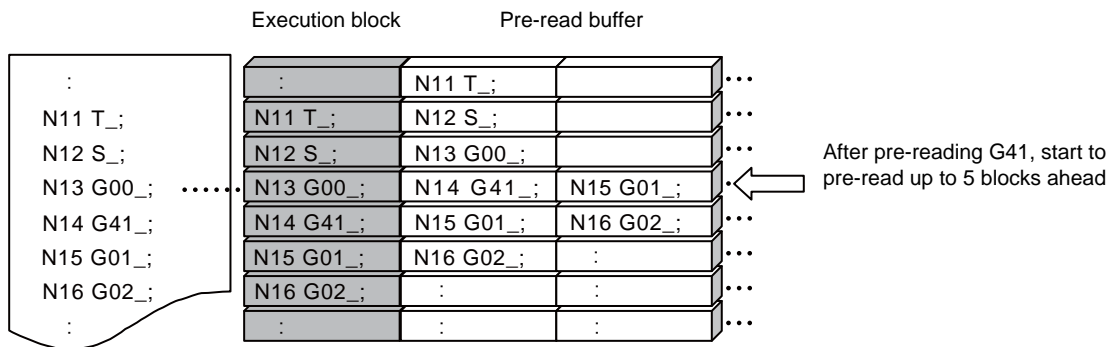 Execution block Pre-read buffer
:
N11 T_;
N12 S_;
N13 G00_;
N14 G41_;
N15 G01_;
N16 G02_;
:
: N11 T_;
N11 T_; N12 S_;
N12 S_; N13 G00_;
N13 G00_; N14 G41_; N15 G01_;
N14 G41_; N15 G01_; N16 G02_;
N15 G01_; N16 G02_; :
N16 G02_; : :
: : :
After pre-reading G41, start to
pre-read up to 5 blocks ahead